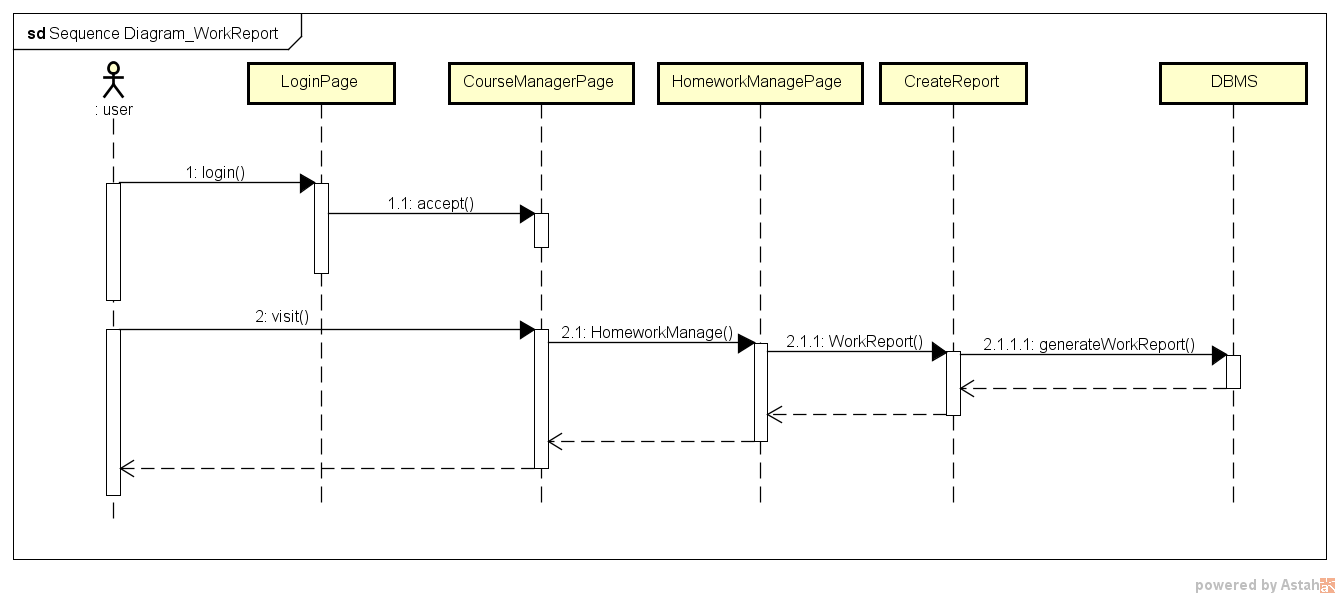 sd Sequence Diagram_WorkReport
LoginPage
CourseManagerPage
HomeworkManagePage
CreateReport
DBMS
: user
1: login()
1.1: accept()
2: visit()
2.1: HomeworkManage()
2.1.1: WorkReport()
2.1.1.1: generateWorkReport()
powered by Astah